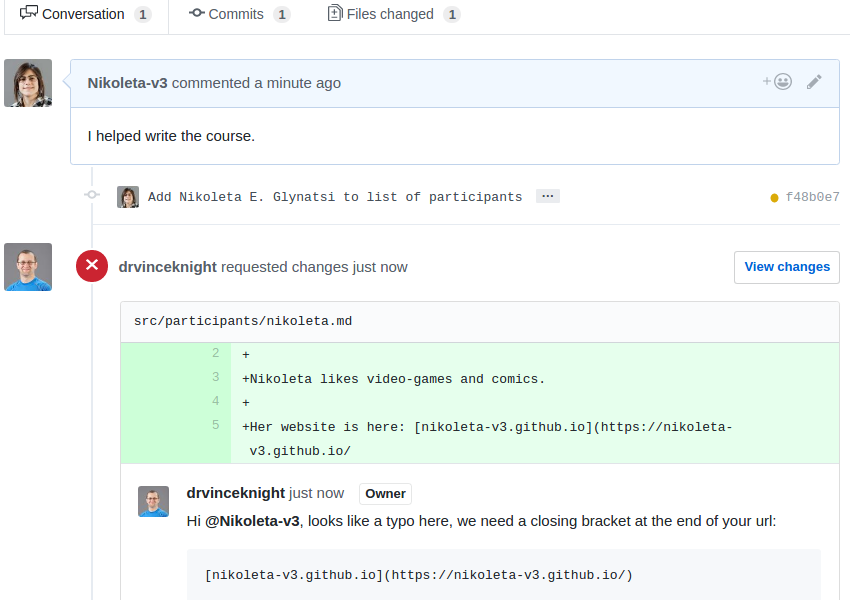 Conversation 1 Commits 1 Files changed 1
Nikoleta-v3 commented a minute ago
I helped write the course.
Add Nikoleta E. Glynatsi to list of participants ... f48b0e7
drvinceknight requested changes just now View changes
src/participants/nikoleta.md
2 +
3 +Nikoleta likes video-games and comics.
4 +
5 +Her website is here: [nikoleta-v3.github.io](https://nikoleta-
v3.github.io/
drvinceknight just now Owner
Hi @Nikoleta-v3, looks like a typo here, we need a closing bracket at the end of your url:
[nikoleta-v3.github.io](https://nikoleta-v3.github.io/)